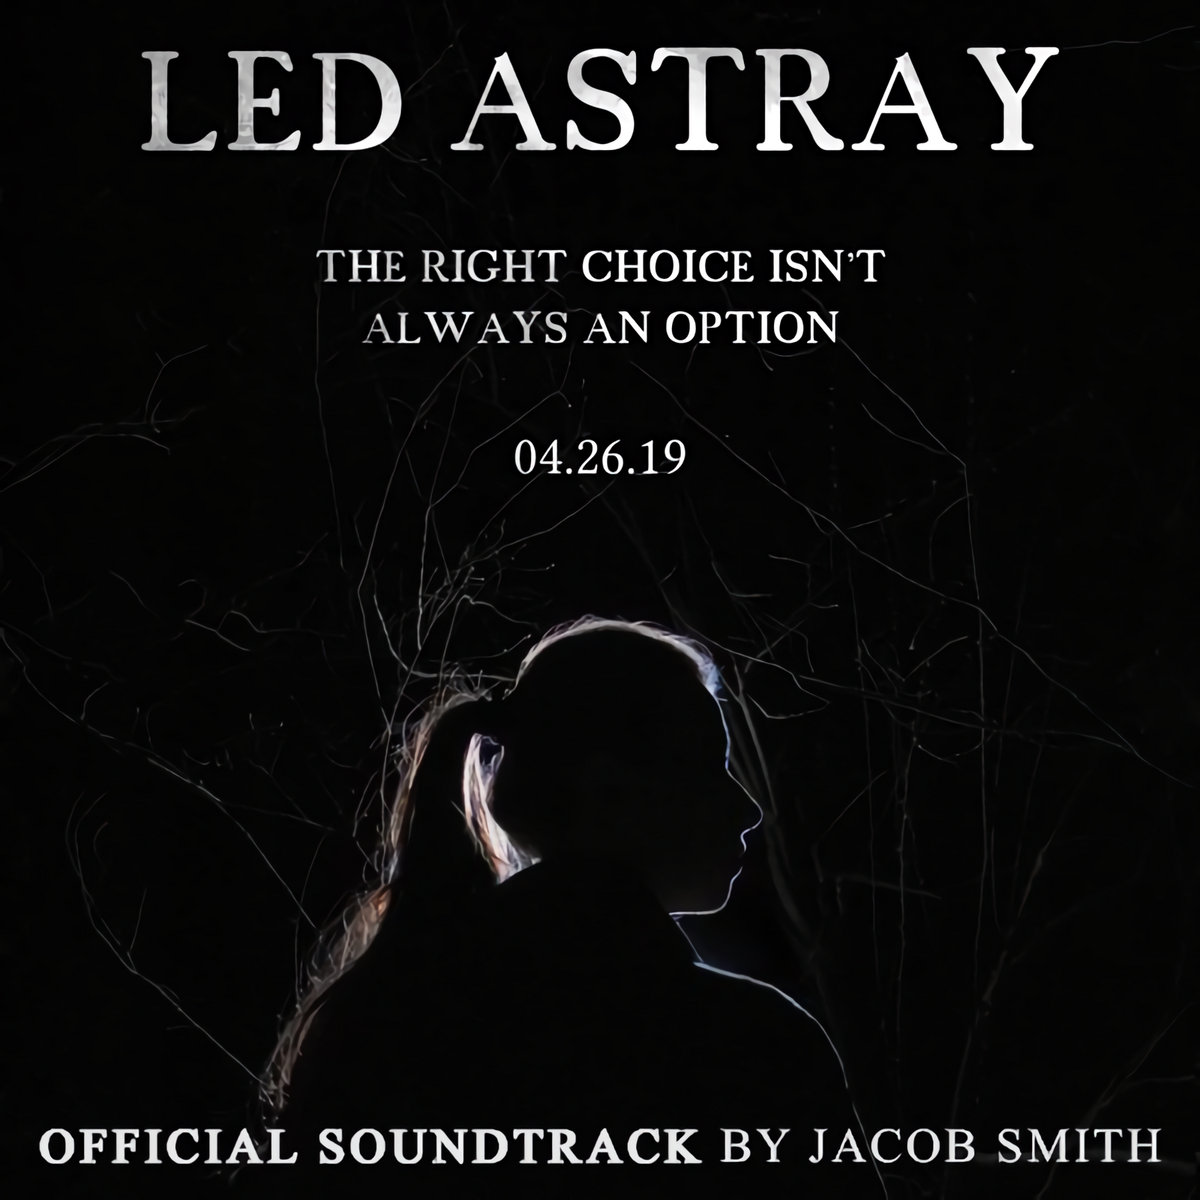 LED ASTRAY
THE RIGHT CHOICE ISN'T
ALWAYS AN OPTION
04.26.19
OFFICIAL SOUNDTRACK BY JACOB SMITH